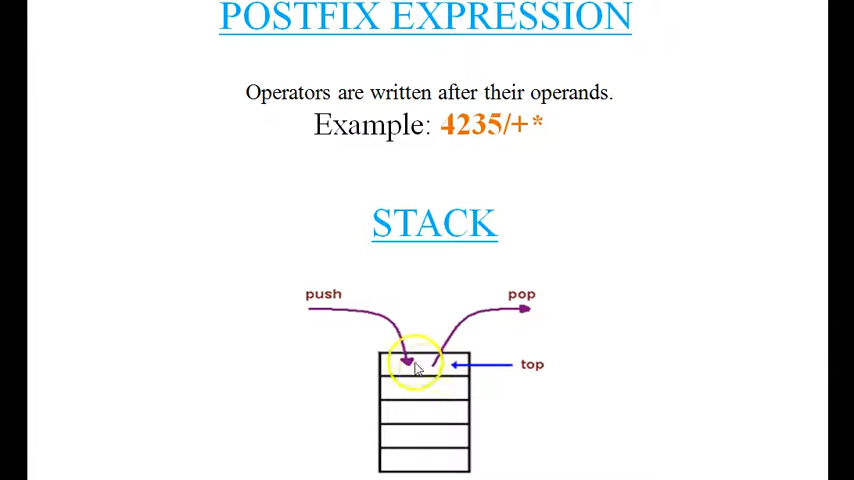 POSTFIX EXPRESSION
Operators are written after their operands.
Example: 4235/+*
STACK
push
pop
top